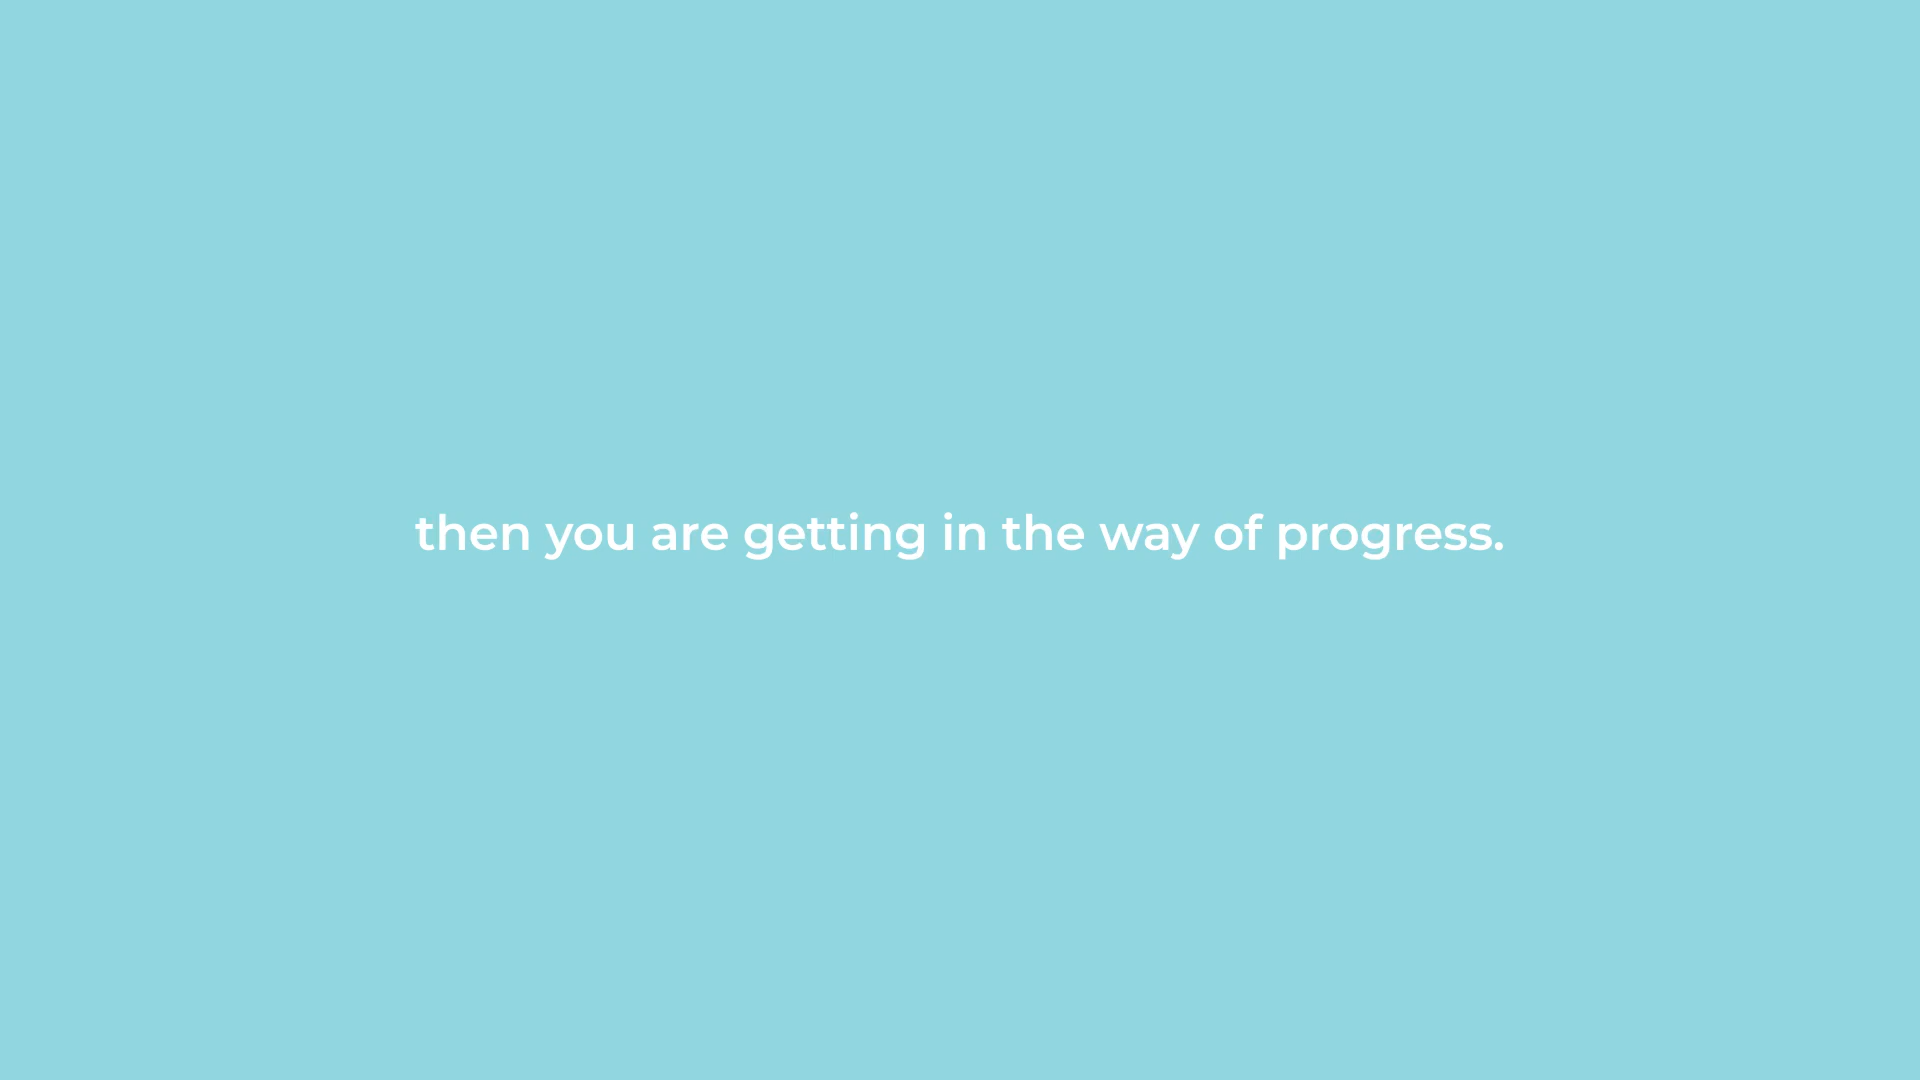 then you are getting in the way of progress.